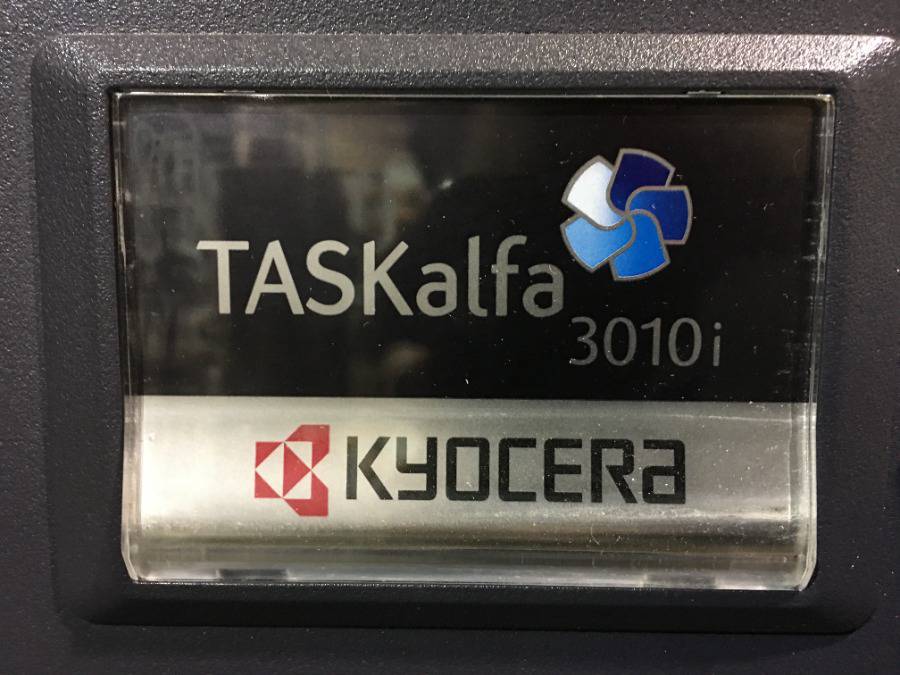 TASKalfa
3010i
KYOCERA